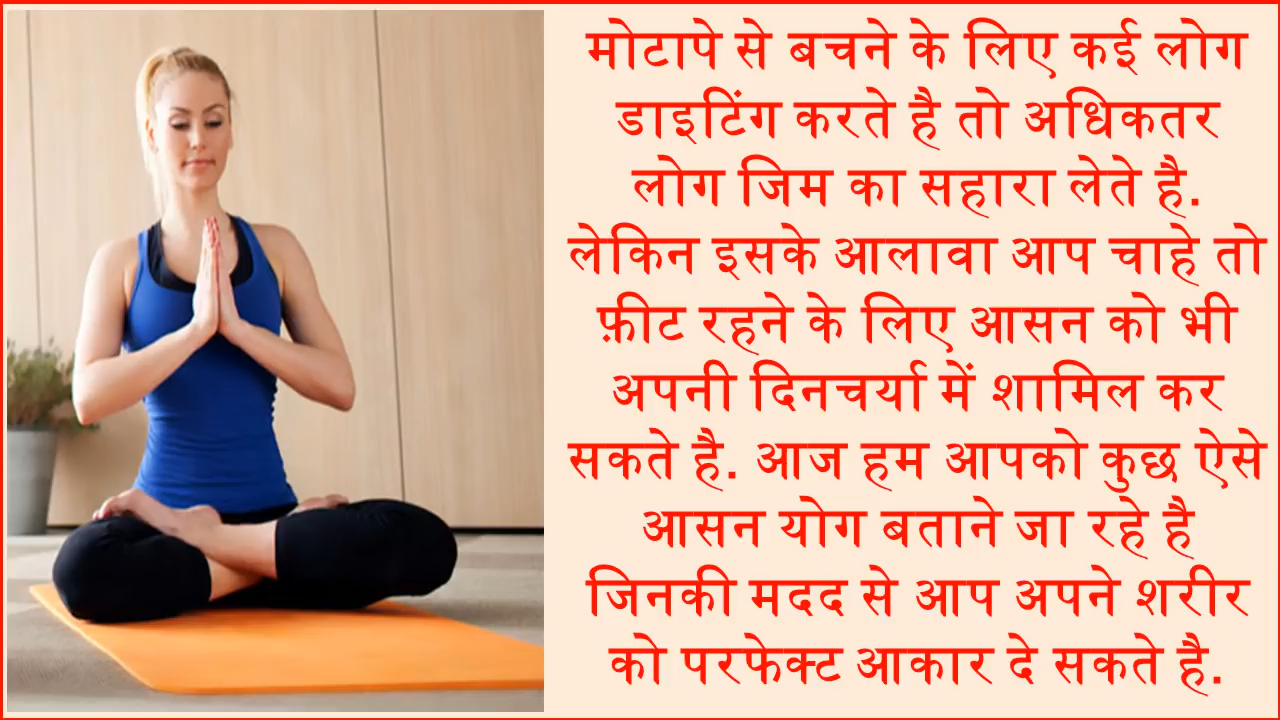 मोटापे से बचने के लिए कई लोग
डाइटिंग करते है तो अधिकतर
लोग जिम का सहारा लेते है.
लेकिन इसके आलावा आप चाहे तो
फ़ीट रहने के लिए आसन को भी
अपनी दिनचर्या में शामिल कर
सकते है. आज हम आपको कुछ ऐसे
आसन योग बताने जा रहे है
जिनकी मदद से आप अपने शरीर
को परफेक्ट आकार दे सकते है.